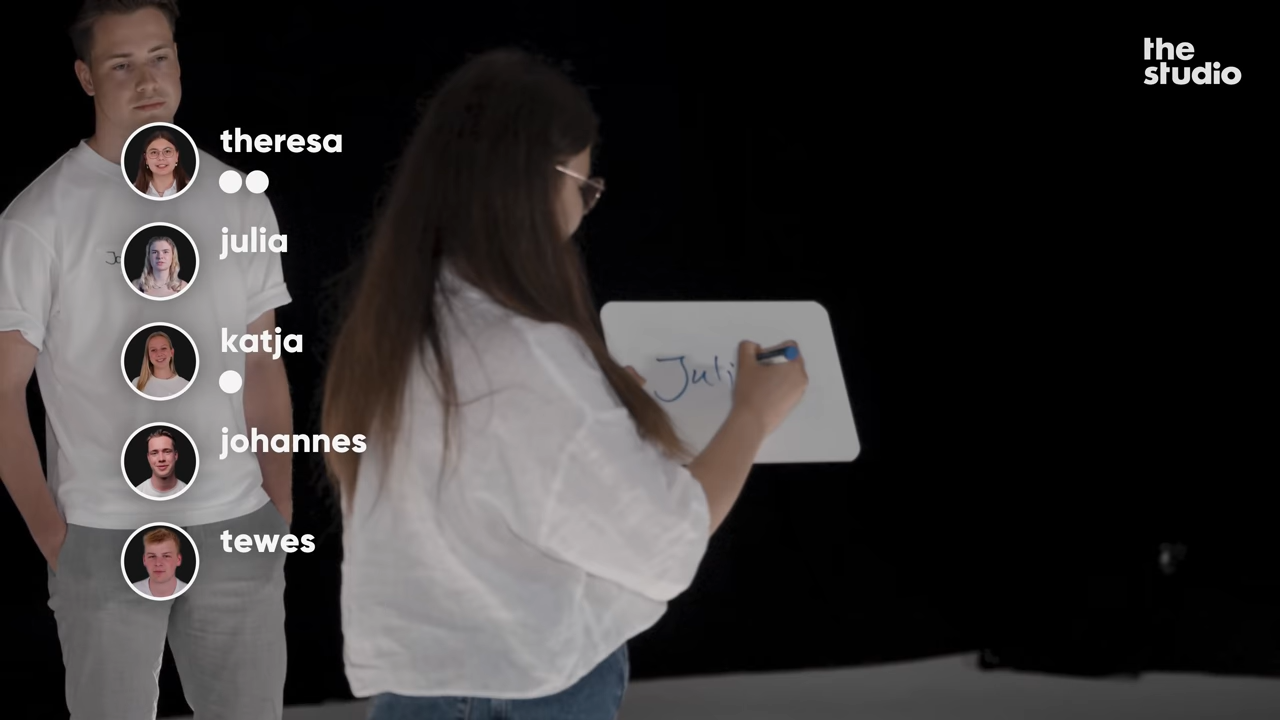 the
studio
theresa
julia
katja
johannes
tewes
Juli